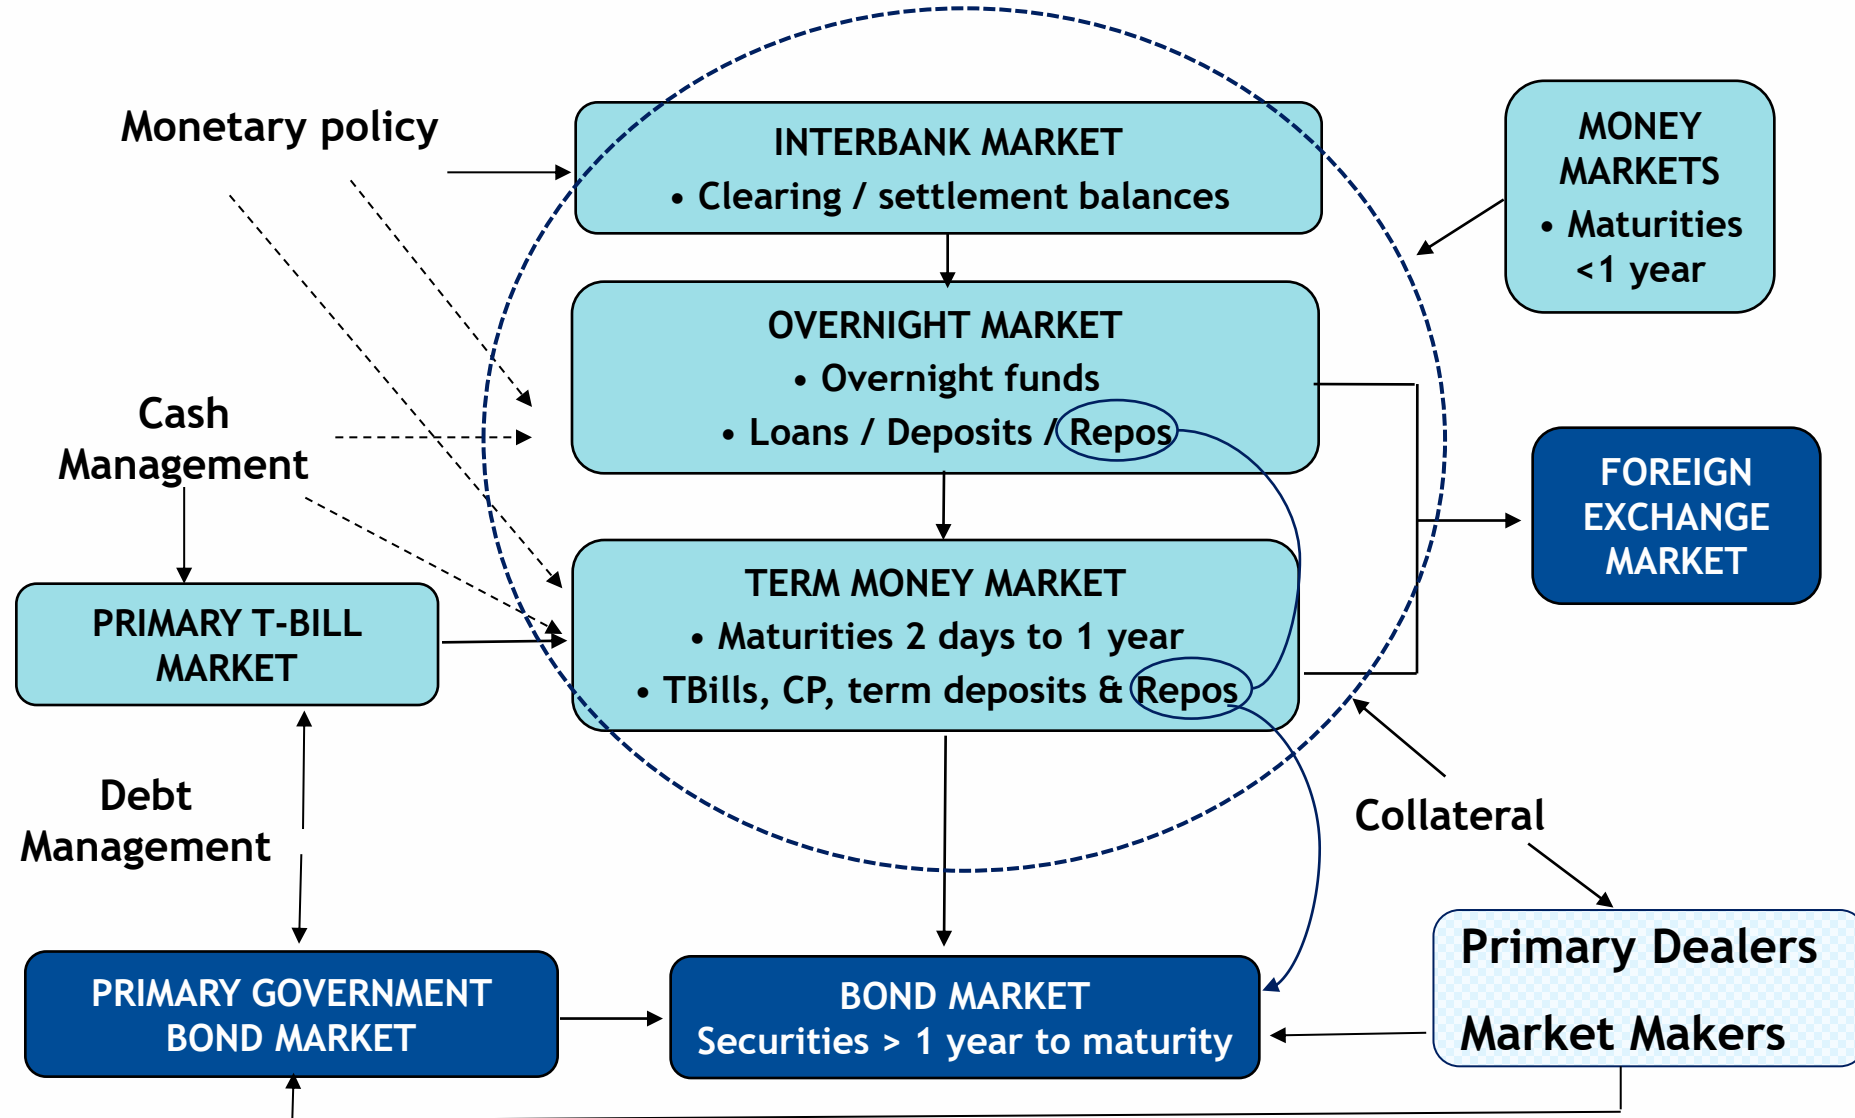 Monetary policy
INTERBANK MARKET
• Clearing / settlement balances
MONEY
MARKETS
• Maturities
<1 year
OVERNIGHT MARKET
• Overnight funds
• Loans / Deposits / Repos
Cash
Management
FOREIGN
EXCHANGE
MARKET
TERM MONEY MARKET
• Maturities 2 days to 1 year
• TBills, CP, term deposits & Repos
PRIMARY T-BILL
MARKET
Debt
Management
Collateral
PRIMARY GOVERNMENT
BOND MARKET
BOND MARKET
Securities > 1 year to maturity
Primary Dealers
Market Makers